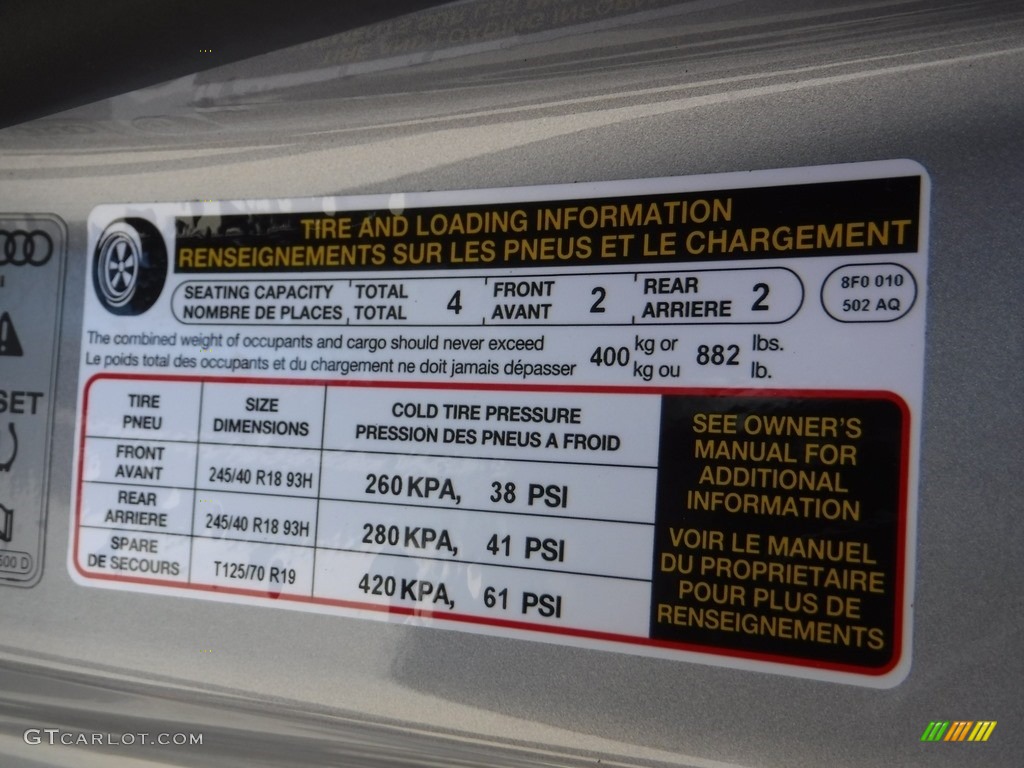 TIRE AND LOADING INFORMATION
RENSEIGNEMENTS SUR LES PNEUS ET LE CHARGEMENT
SEATING CAPACITY TOTAL 4 FRONT 2 REAR 2
NOMBRE DE PLACES TOTAL AVANT ARRIERE
8F0 010
502 AQ
The combined weight of occupants and cargo should never exceed 400 kg or 882 lbs.
Le poids total des occupants et du chargement ne doit jamais dépasser kg ou lb.
TIRE SIZE COLD TIRE PRESSURE
PNEU DIMENSIONS PRESSION DES PNEUS A FROID
FRONT
AVANT 245/40 R18 93H 260 KPA, 38 PSI
REAR
ARRIERE 245/40 R18 93H 280 KPA, 41 PSI
SPARE
DE SECOURS T125/70 R19 420 KPA, 61 PSI
SEE OWNER'S
MANUAL FOR
ADDITIONAL
INFORMATION
VOIR LE MANUEL
DU PROPRIETAIRE
POUR PLUS DE
RENSEIGNEMENTS
SET
500 D
GTCARLOT.COM